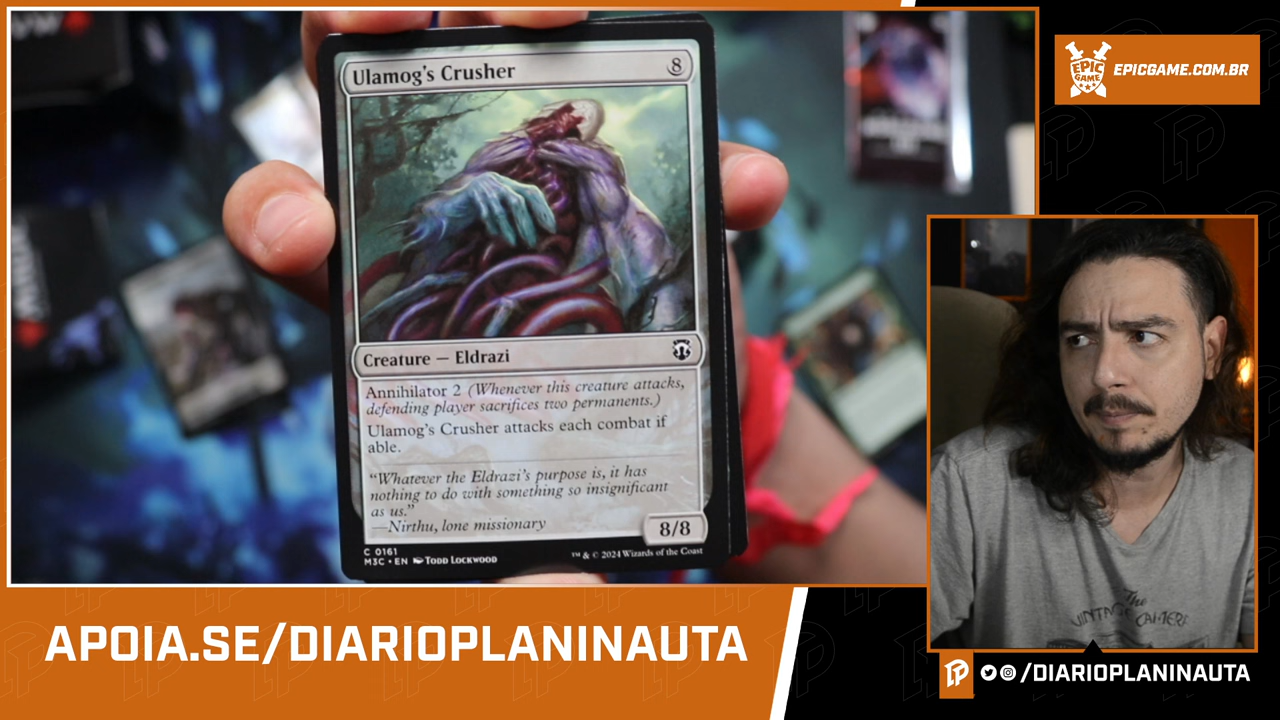 Ulamog's Crusher 8
Creature — Eldrazi
Annihilator 2 (Whenever this creature attacks,
defending player sacrifices two permanents.)
Ulamog's Crusher attacks each combat if
able.
“Whatever the Eldrazi's purpose is, it has
nothing to do with something so insignificant
as us.”
—Nirthu, lone missionary
8/8
C 0161
M3C • EN TODD LOCKWOOD
™ & © 2024 Wizards of the Coast
EPIC
GAME
EPICGAME.COM.BR
The
VINTAGE CAMERA
APOIA.SE/DIARIOPLANINAUTA
/DIARIOPLANINAUTA